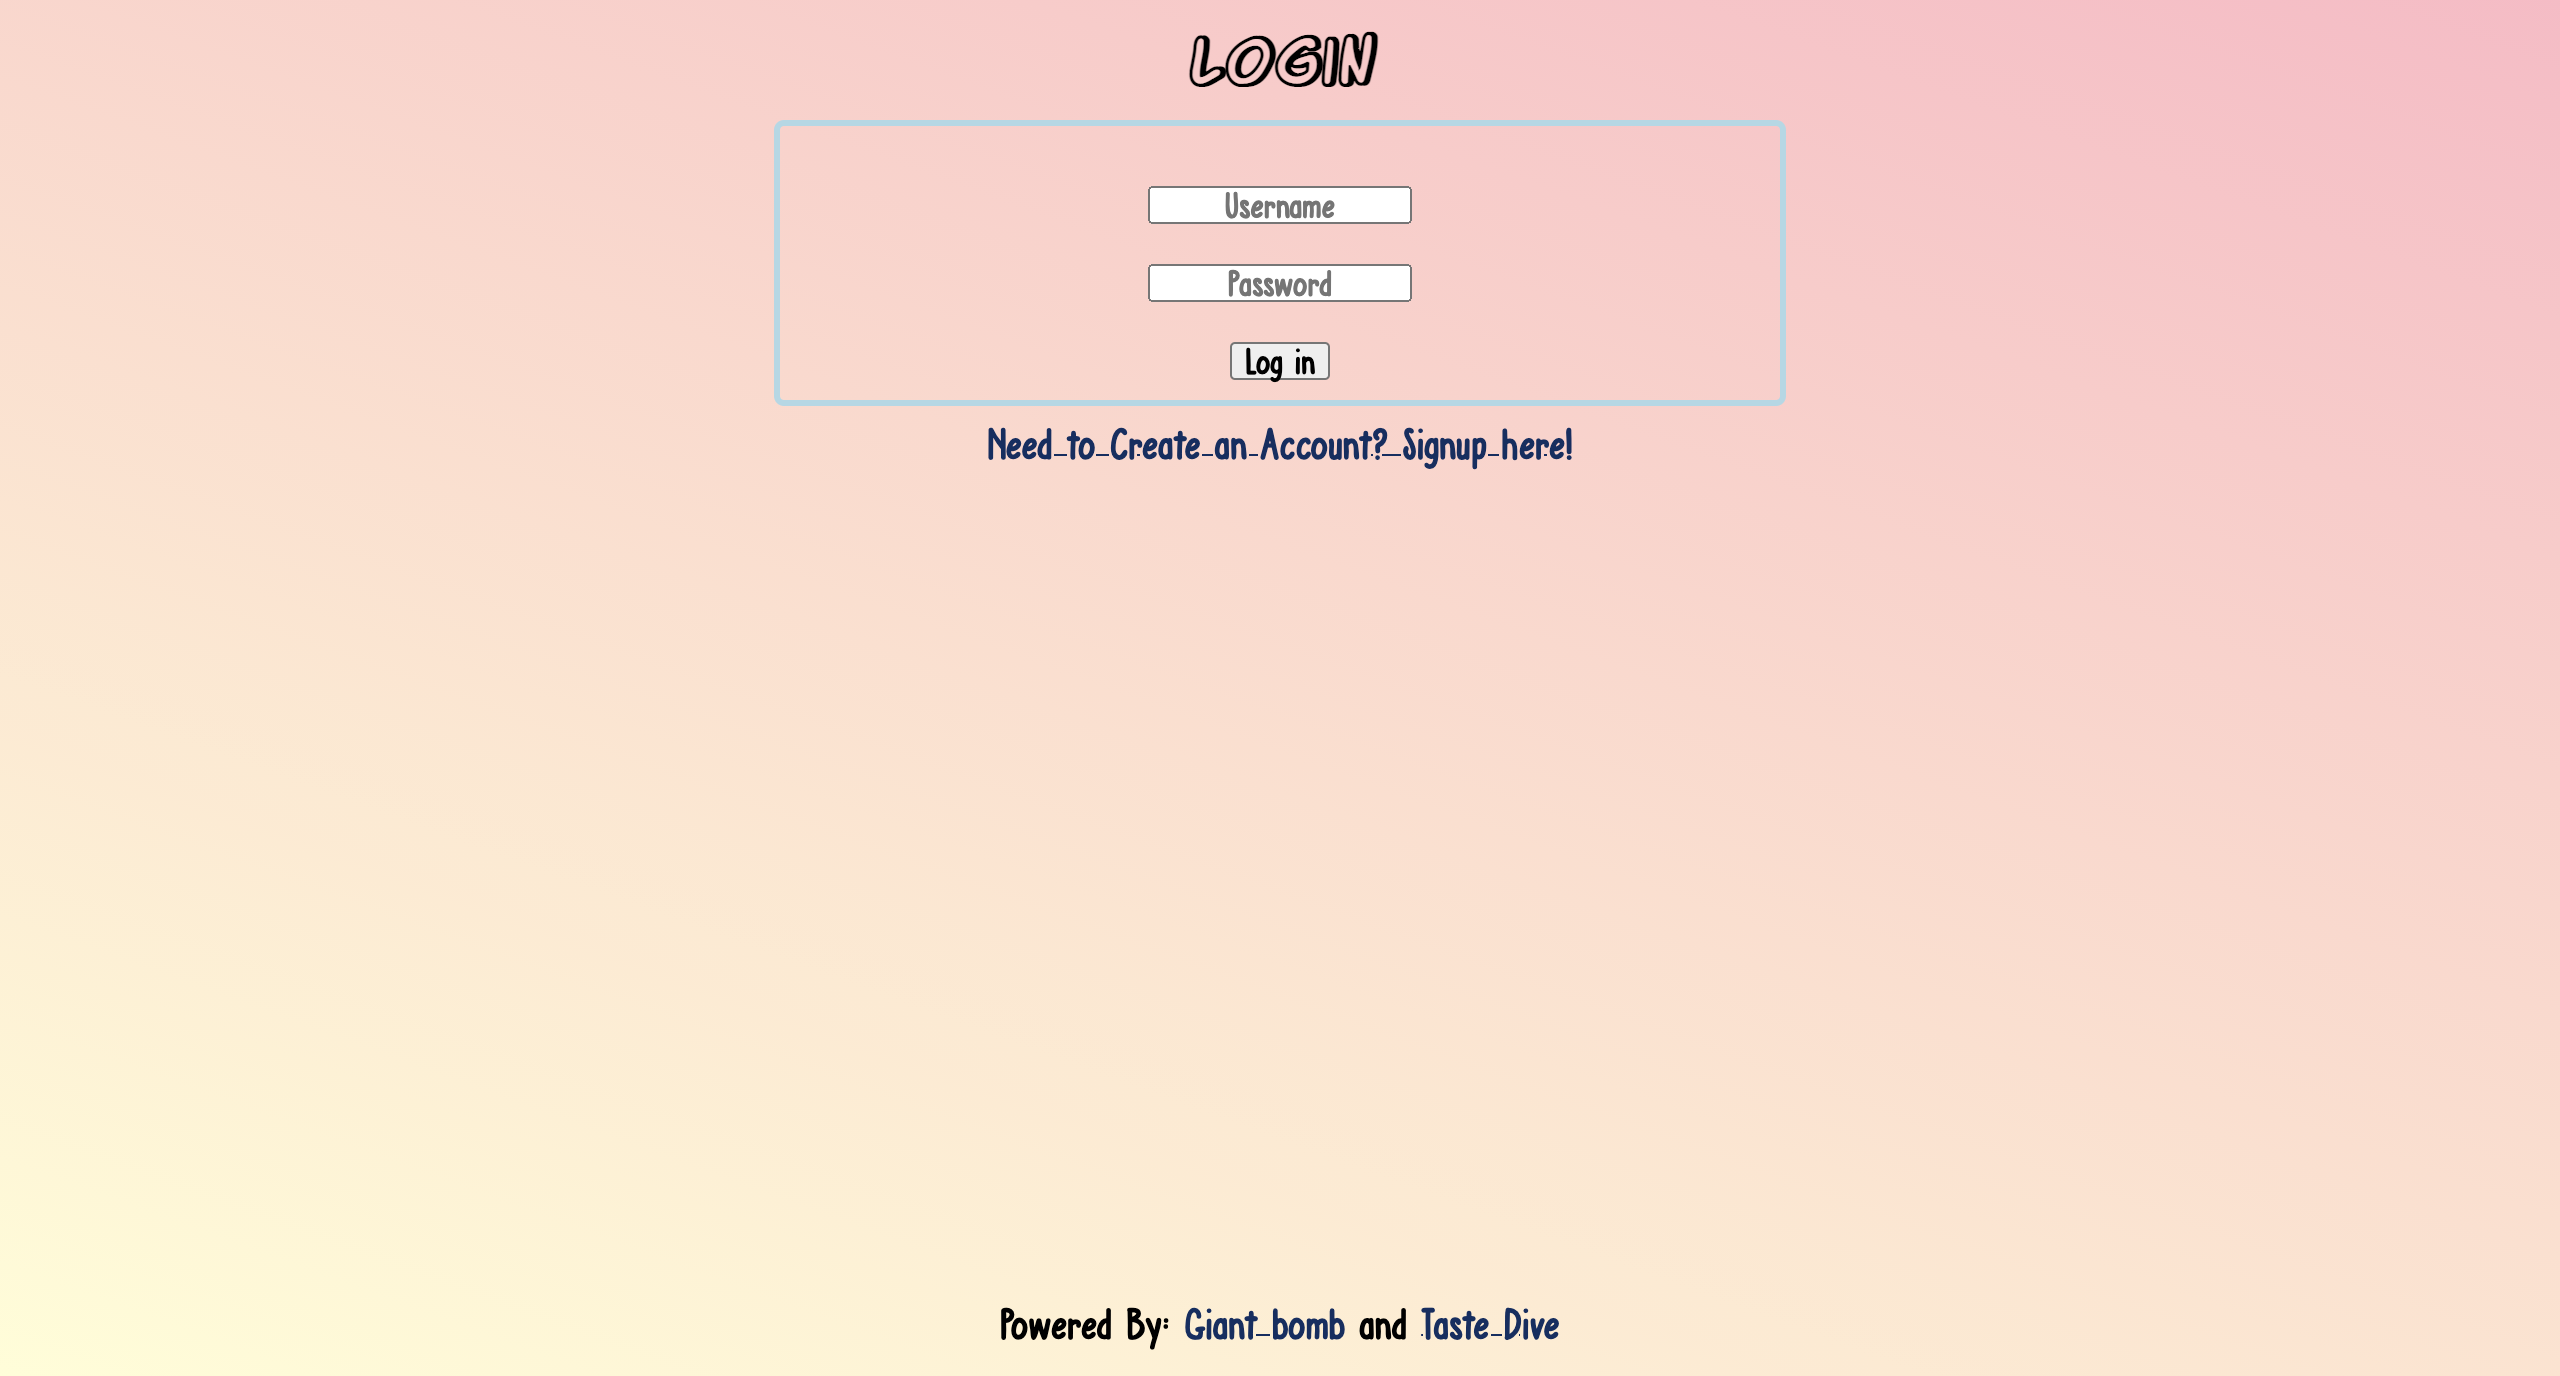 LOGIN
Username
Password
Log in
Need to Create an Account? Signup here!
Powered By: Giant bomb and Taste Dive